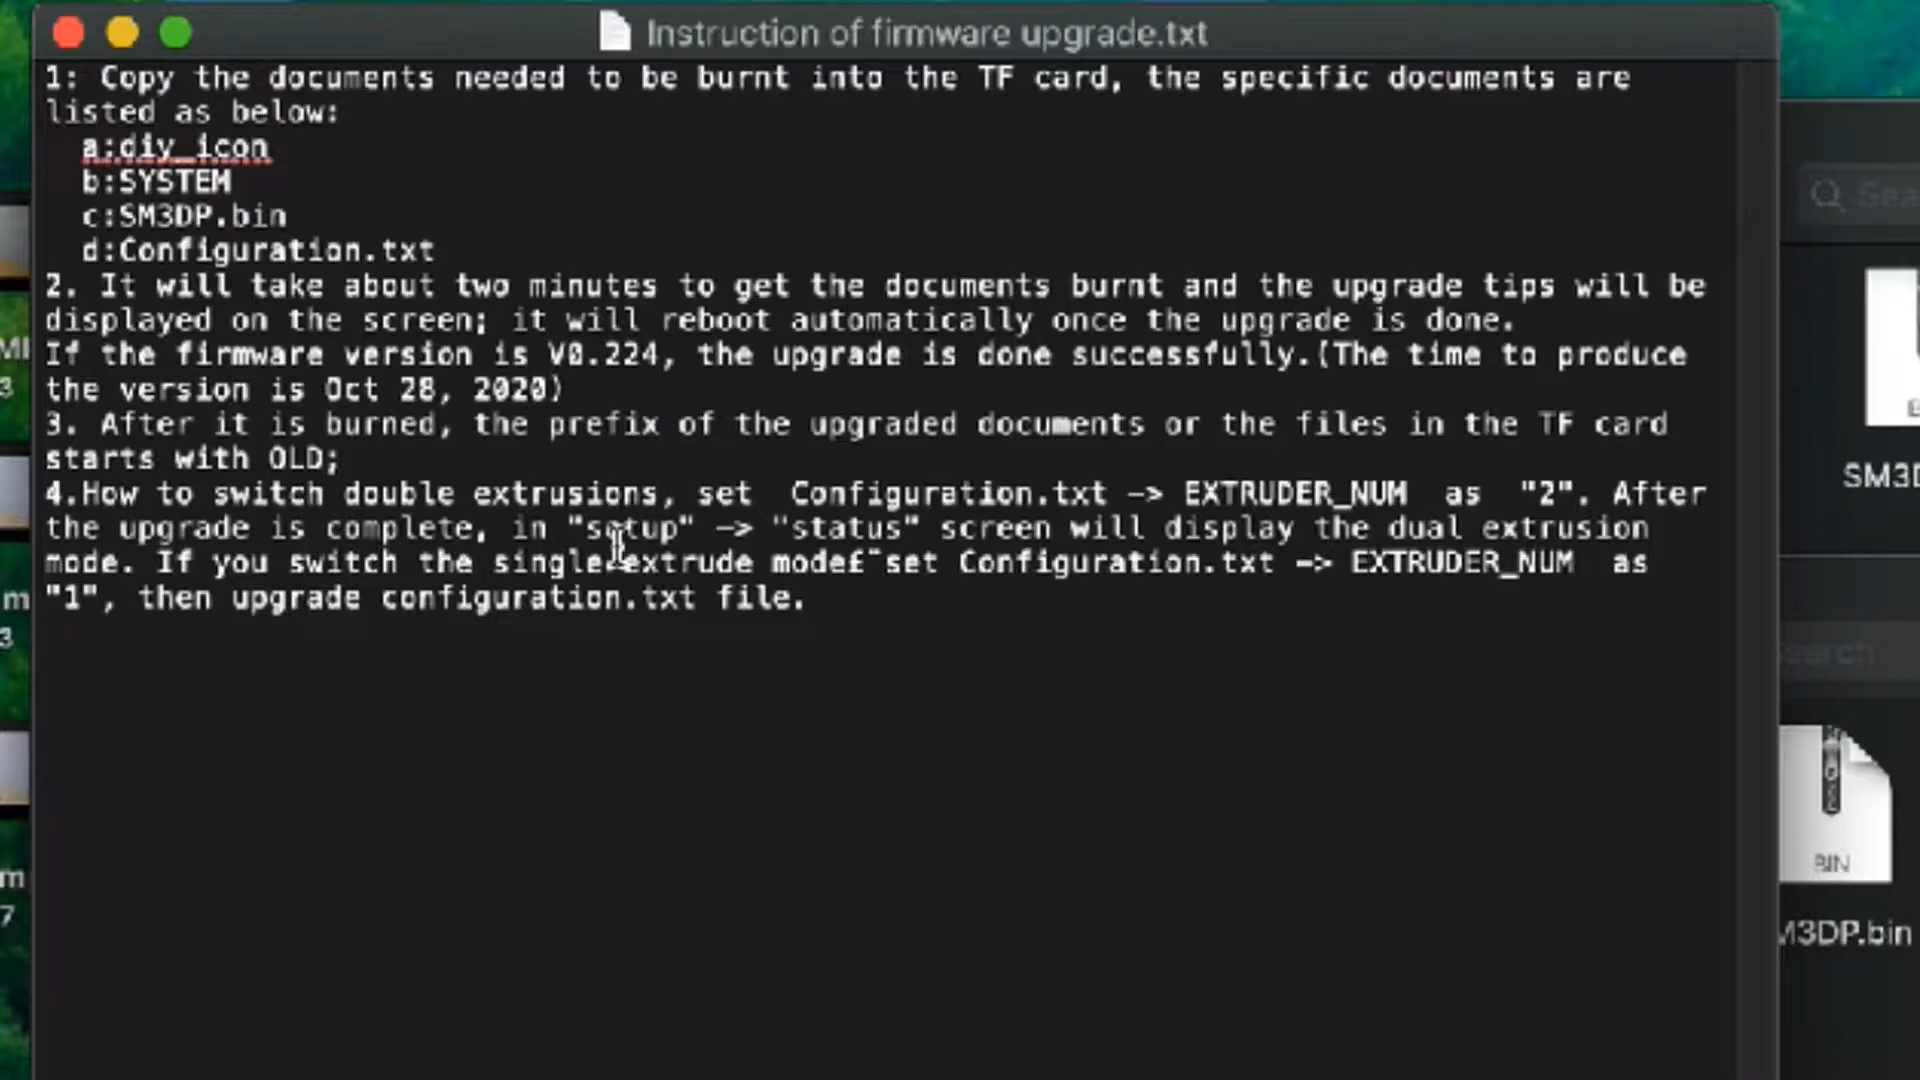 Instruction of firmware upgrade.txt
1: Copy the documents needed to be burnt into the TF card, the specific documents are
listed as below:
a:diy_icon
b:SYSTEM
c:SM3DP.bin
d:Configuration.txt
2. It will take about two minutes to get the documents burnt and the upgrade tips will be
displayed on the screen; it will reboot automatically once the upgrade is done.
If the firmware version is V0.224, the upgrade is done successfully.(The time to produce
the version is Oct 28, 2020)
3. After it is burned, the prefix of the upgraded documents or the files in the TF card
starts with OLD;
4.How to switch double extrusions, set  Configuration.txt -> EXTRUDER_NUM  as  "2". After
the upgrade is complete, in "setup" -> "status" screen will display the dual extrusion
mode. If you switch the single extrude mode£¨set Configuration.txt -> EXTRUDER_NUM  as
"1", then upgrade configuration.txt file.
Sea
SM3D
Search
BIN
M3DP.bin
3
m
3
m
7